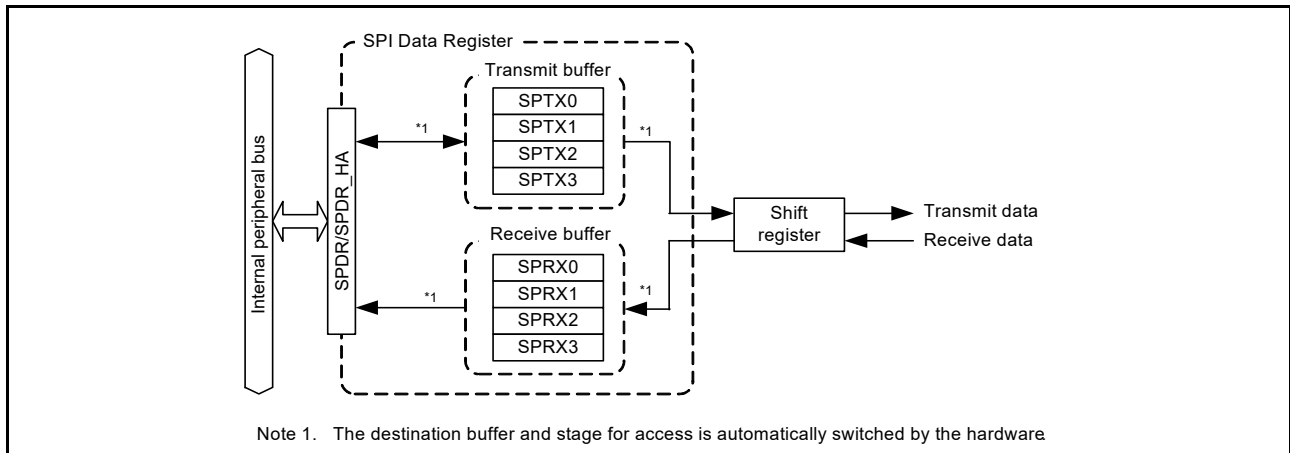 SPI Data Register
Transmit buffer
SPTX0
SPTX1
SPTX2
SPTX3
*1
*1
Internal peripheral bus
SPDR/SPDR_HA
Shift
register
Transmit data
Receive data
Receive buffer
SPRX0
SPRX1
SPRX2
SPRX3
*1
*1
Note 1. The destination buffer and stage for access is automatically switched by the hardware.